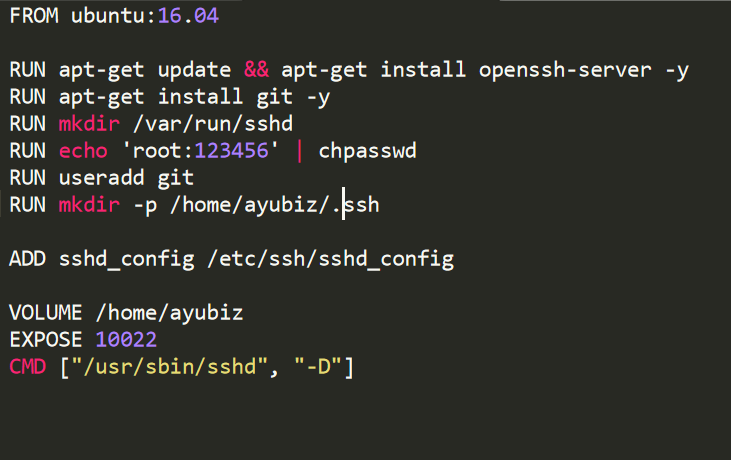 FROM ubuntu:16.04
RUN apt-get update && apt-get install openssh-server -y
RUN apt-get install git -y
RUN mkdir /var/run/sshd
RUN echo 'root:123456' | chpasswd
RUN useradd git
RUN mkdir -p /home/ayubiz/.ssh
ADD sshd_config /etc/ssh/sshd_config
VOLUME /home/ayubiz
EXPOSE 10022
CMD ["/usr/sbin/sshd", "-D"]